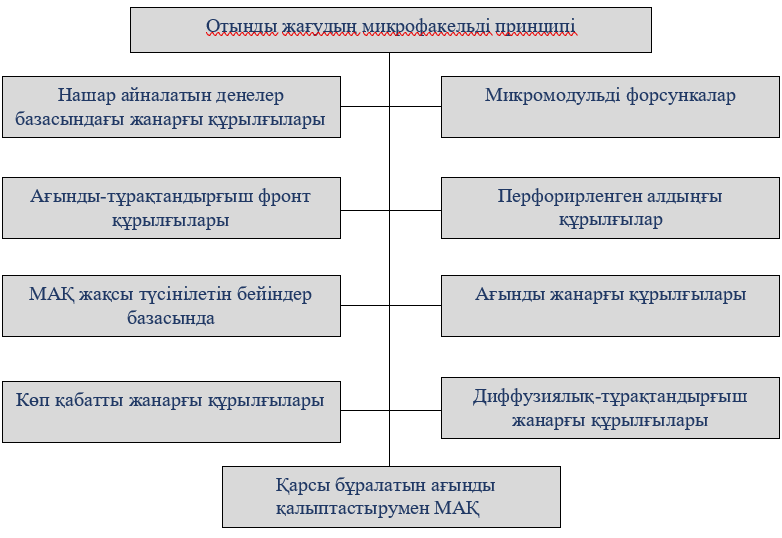 Отынды жағудың микрофакельді принципі
Нашар айналатын денелер
базасындағы жанарғы құрылғылары
Микромодульді форсункалар
Ағынды-тұрақтандырғыш фронт
құрылғылары
Перфорирленген алдыңғы
құрылғылар
МАҚ жақсы түсінілетін бейіндер
базасында
Ағынды жанарғы құрылғылары
Көп қабатты жанарғы құрылғылары
Диффузиялық-тұрақтандырғыш
жанарғы құрылғылары
Қарсы бұралатын ағынды
қалыптастырумен МАҚ